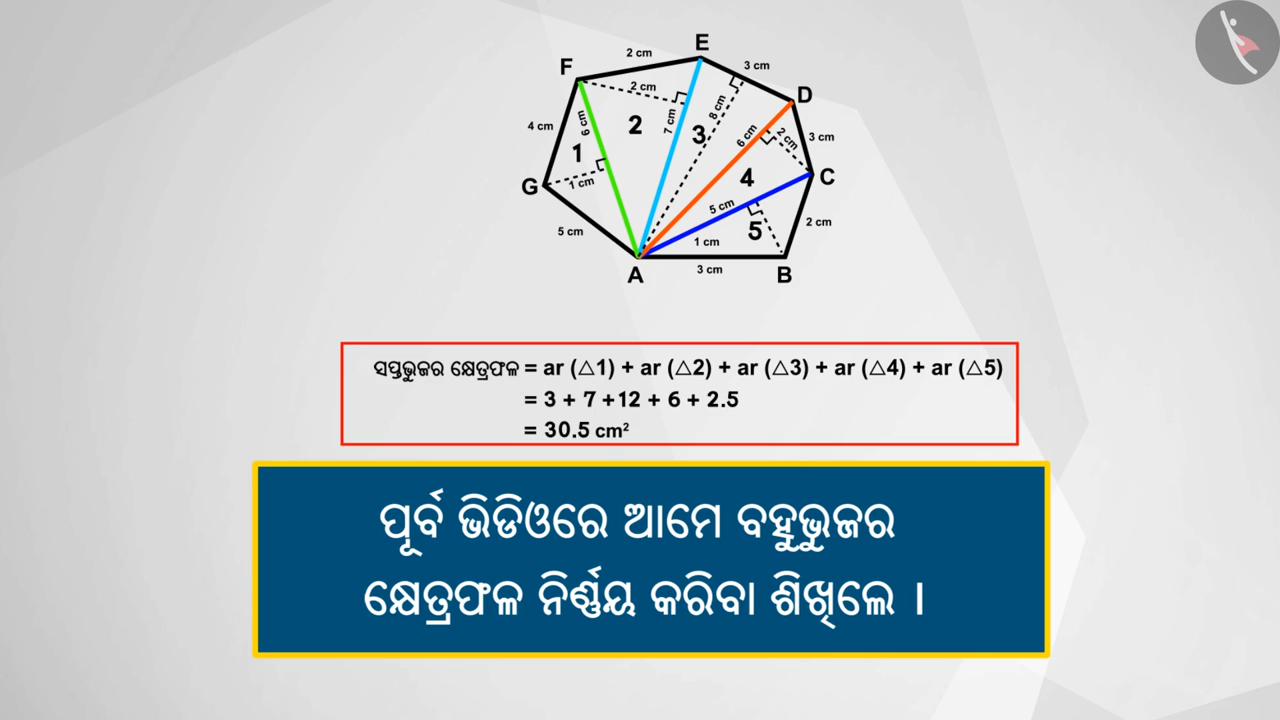 E
2 cm
3 cm
F
D
2 cm
8 cm
7 cm
6 cm
4 cm
2
3
6 cm
2 cm
3 cm
1
4
C
G
1 cm
5 cm
2 cm
5 cm
5
1 cm
A
3 cm
B
ସପ୍ତଭୁଜର କ୍ଷେତ୍ରଫଳ = ar (△1) + ar (△2) + ar (△3) + ar (△4) + ar (△5)
= 3 + 7 +12 + 6 + 2.5
= 30.5 cm²
ପୂର୍ବ ଭିଡିଓରେ ଆମେ ବହୁଭୁଜର
କ୍ଷେତ୍ରଫଳ ନିର୍ଣ୍ଣୟ କରିବା ଶିଖିଲେ ।